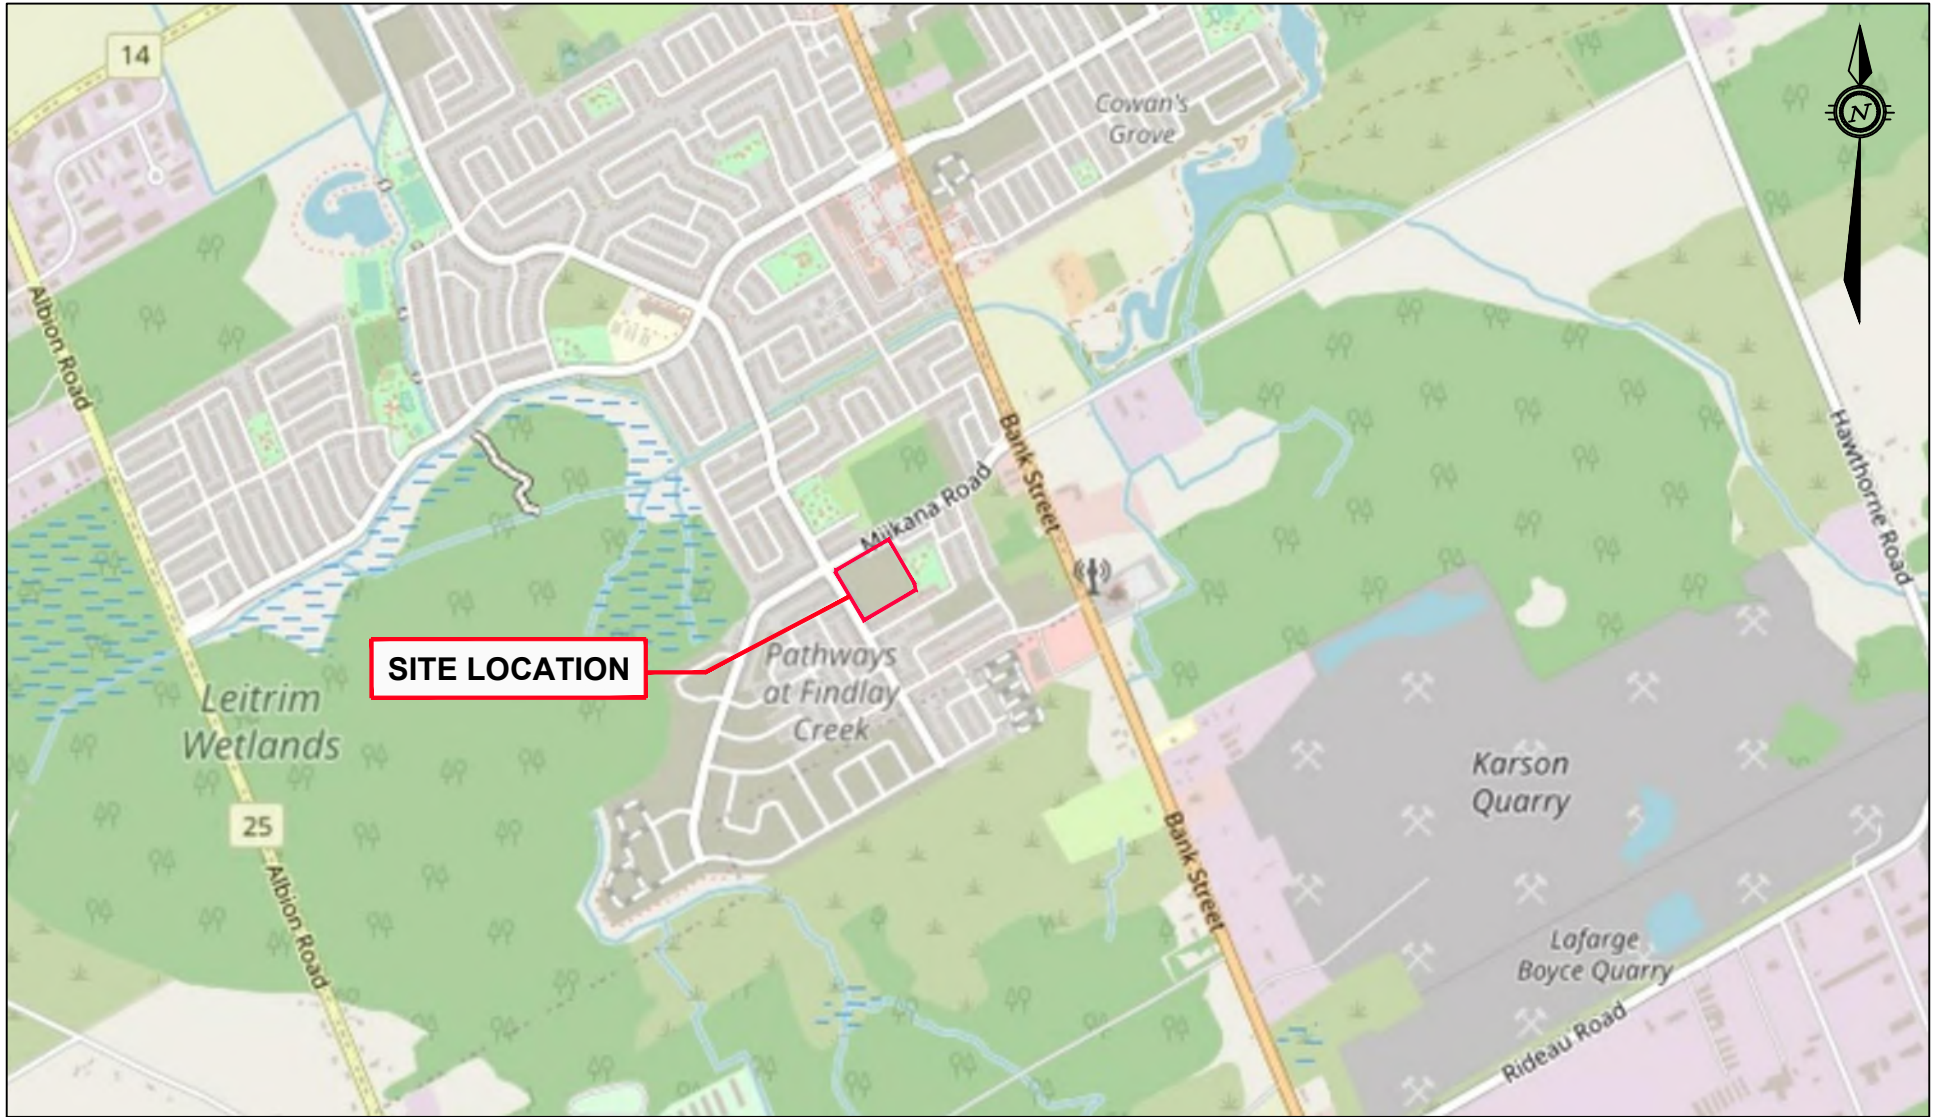 14
Cowan's
Grove
N
Albion Road
Bank Street
Hawthorne Road
Miikana Road
SITE LOCATION
Pathways
at Findlay
Creek
Leitrim
Wetlands
25
Karson
Quarry
Bank Street
Albion Road
Lafarge
Boyce Quarry
Rideau Road